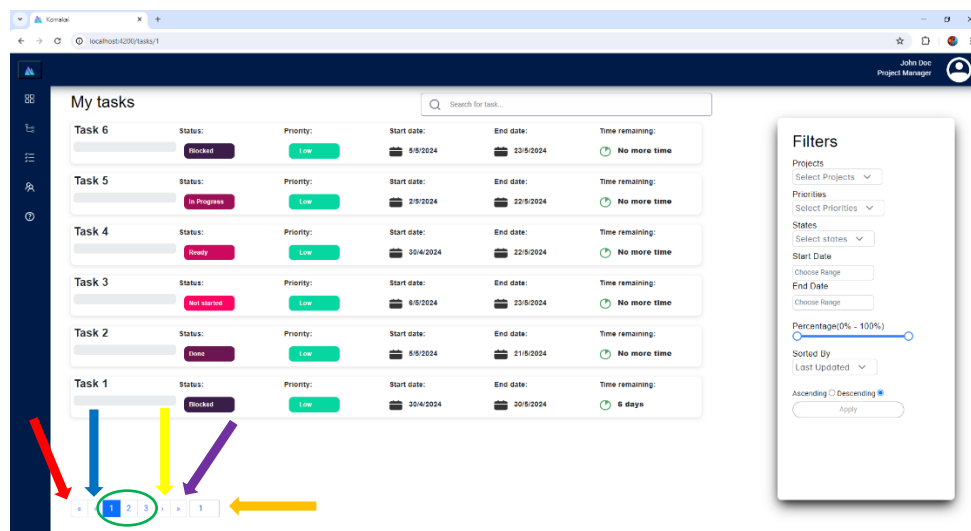 Komakai
localhost:4200/tasks/1
John Doe
Project Manager
My tasks
Search for task...
Task 6 Status: Priority: Start date: End date: Time remaining:
Blocked Low 5/5/2024 23/5/2024 No more time
Task 5 Status: Priority: Start date: End date: Time remaining:
In Progress Low 2/5/2024 22/5/2024 No more time
Task 4 Status: Priority: Start date: End date: Time remaining:
Ready Low 30/4/2024 22/5/2024 No more time
Task 3 Status: Priority: Start date: End date: Time remaining:
Not started Low 6/5/2024 23/5/2024 No more time
Task 2 Status: Priority: Start date: End date: Time remaining:
Done Low 5/5/2024 21/5/2024 No more time
Task 1 Status: Priority: Start date: End date: Time remaining:
Blocked Low 30/4/2024 30/5/2024 6 days
« ‹ 1 2 3 › » 1
Filters
Projects
Select Projects
Priorities
Select Priorities
States
Select states
Start Date
Choose Range
End Date
Choose Range
Percentage(0% - 100%)
Sorted By
Last Updated
Ascending Descending
Apply